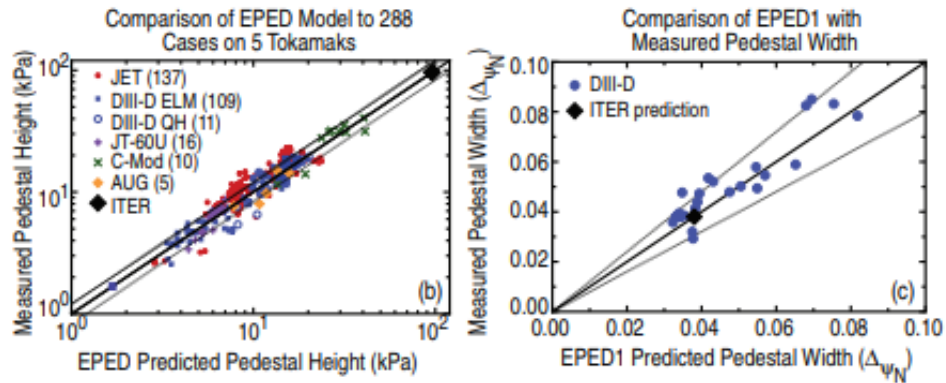 Comparison of EPED Model to 288
Cases on 5 Tokamaks
Measured Pedestal Height (kPa)
10²
10¹
10⁰
JET (137)
DIII-D ELM (109)
DIII-D QH (11)
JT-60U (16)
C-Mod (10)
AUG (5)
ITER
(b)
10⁰
10¹
10²
EPED Predicted Pedestal Height (kPa)
Comparison of EPED1 with
Measured Pedestal Width
Measured Pedestal Width (Δ_ψN)
0.10
0.08
0.06
0.04
0.02
0.00
DIII-D
ITER prediction
(c)
0.00
0.02
0.04
0.06
0.08
0.10
EPED1 Predicted Pedestal Width (Δ_ψN)